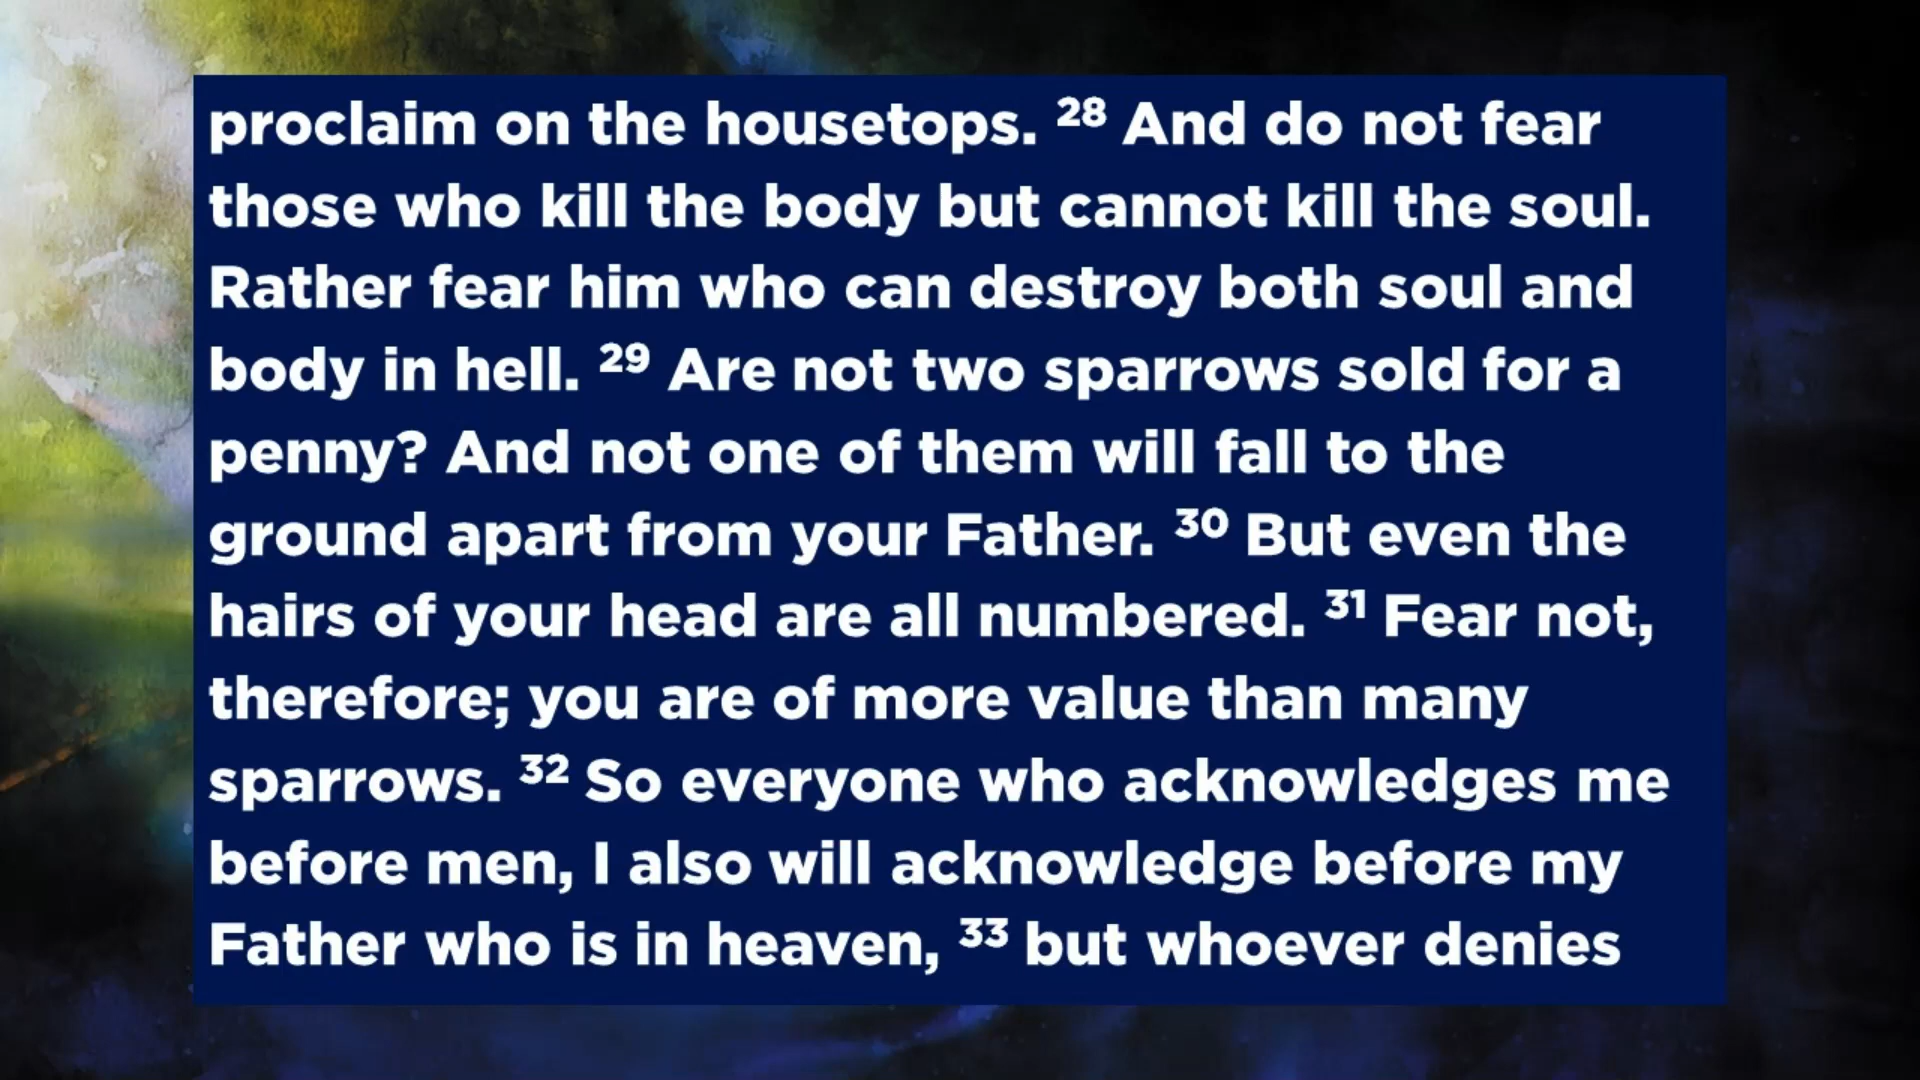 proclaim on the housetops. 28 And do not fear
those who kill the body but cannot kill the soul.
Rather fear him who can destroy both soul and
body in hell. 29 Are not two sparrows sold for a
penny? And not one of them will fall to the
ground apart from your Father. 30 But even the
hairs of your head are all numbered. 31 Fear not,
therefore; you are of more value than many
sparrows. 32 So everyone who acknowledges me
before men, I also will acknowledge before my
Father who is in heaven, 33 but whoever denies